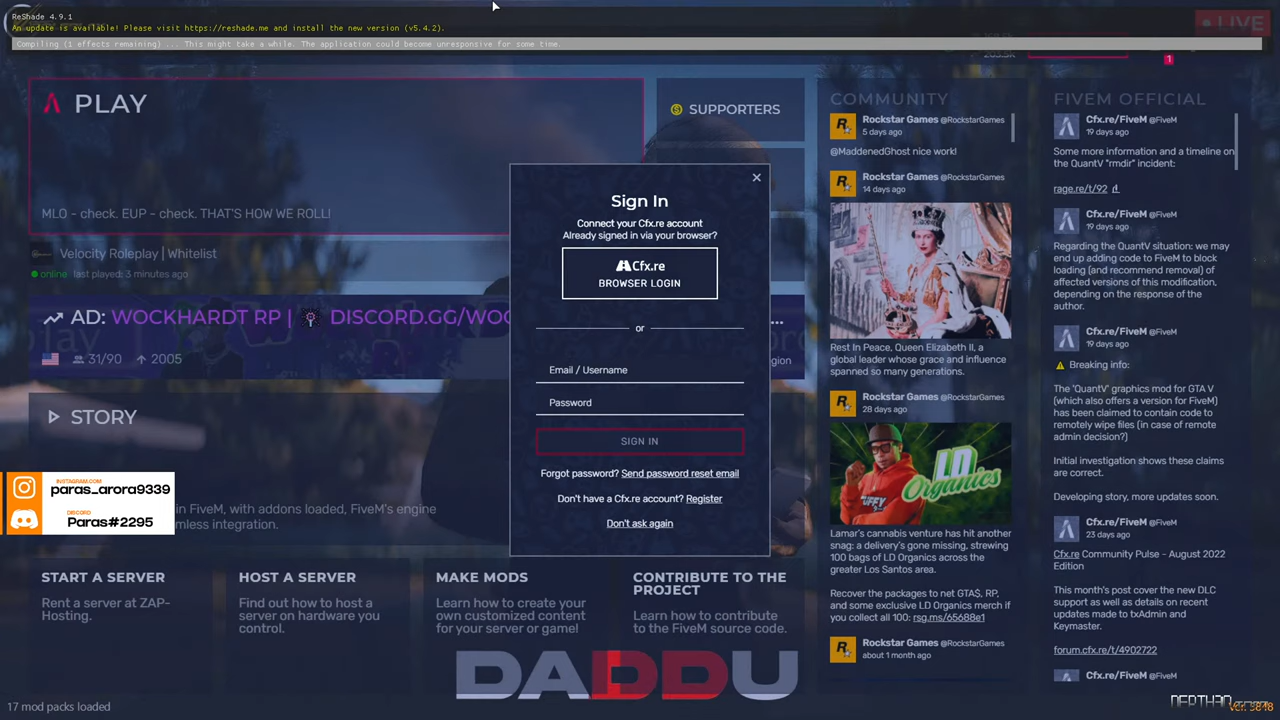 ReShade 4.9.1
An update is available! Please visit https://reshade.me and install the new version (v5.4.2).
Compiling (1 effects remaining) ... This might take a while. The application could become unresponsive for some time.
LIVE
1
PLAY
MLO - check. EUP - check. THAT'S HOW WE ROLL!
Velocity Roleplay | Whitelist
online last played: 3 minutes ago
AD: WOCKHARDT RP |
31/90 2005
STORY
in FiveM, with addons loaded, FiveM's engine
integration.
INSTAGRAM.COM
paras_arora9339
DISCORD
Paras#2295
SUPPORTERS
Sign In
Connect your Cfx.re account
Already signed in via your browser?
Cfx.re
BROWSER LOGIN
or
Email / Username
Password
SIGN IN
Forgot password? Send password reset email
Don't have a Cfx.re account? Register
Don't ask again
START A SERVER
Rent a server at ZAP-
Hosting.
HOST A SERVER
Find out how to host a
server on hardware you
control.
MAKE MODS
Learn how to create your
own customized content
for your server or game!
CONTRIBUTE TO THE
PROJECT
Learn how to contribute
to the FiveM source code.
COMMUNITY
Rockstar Games @RockstarGames
5 days ago
@MaddenedGhost nice work!
Rockstar Games @RockstarGames
14 days ago
Rest In Peace, Queen Elizabeth II, a
global leader whose grace and influence
spanned so many generations.
Rockstar Games @RockstarGames
28 days ago
LD
Organics
Lamar's cannabis venture has hit another
snag: a delivery's gone missing, strewing
100 bags of LD Organics across the
greater Los Santos area.
Recover the packages to net GTA$, RP,
and some exclusive LD Organics merch if
you collect all 100: rsg.ms/65688e1
Rockstar Games @RockstarGames
about 1 month ago
FIVEM OFFICIAL
Cfx.re/FiveM @FiveM
19 days ago
Some more information and a timeline on
the QuantV "rmdir" incident:
rage.re/t/92
Cfx.re/FiveM @FiveM
19 days ago
Regarding the QuantV situation: we may
end up adding code to FiveM to block
loading (and recommend removal) of
affected versions of this modification,
depending on the response of the
author.
Cfx.re/FiveM @FiveM
19 days ago
Breaking info:
The 'QuantV' graphics mod for GTA V
(which also offers a version for FiveM)
has been claimed to contain code to
remotely wipe files (in case of remote
admin decision?)
Initial investigation shows these claims
are correct.
Developing story, more updates soon.
Cfx.re/FiveM @FiveM
23 days ago
Cfx.re Community Pulse - August 2022
Edition
This month's post cover the new DLC
support as well as details on recent
updates made to txAdmin and
Keymaster.
forum.cfx.re/t/4902722
Cfx.re/FiveM @FiveM
DADDU
17 mod packs loaded